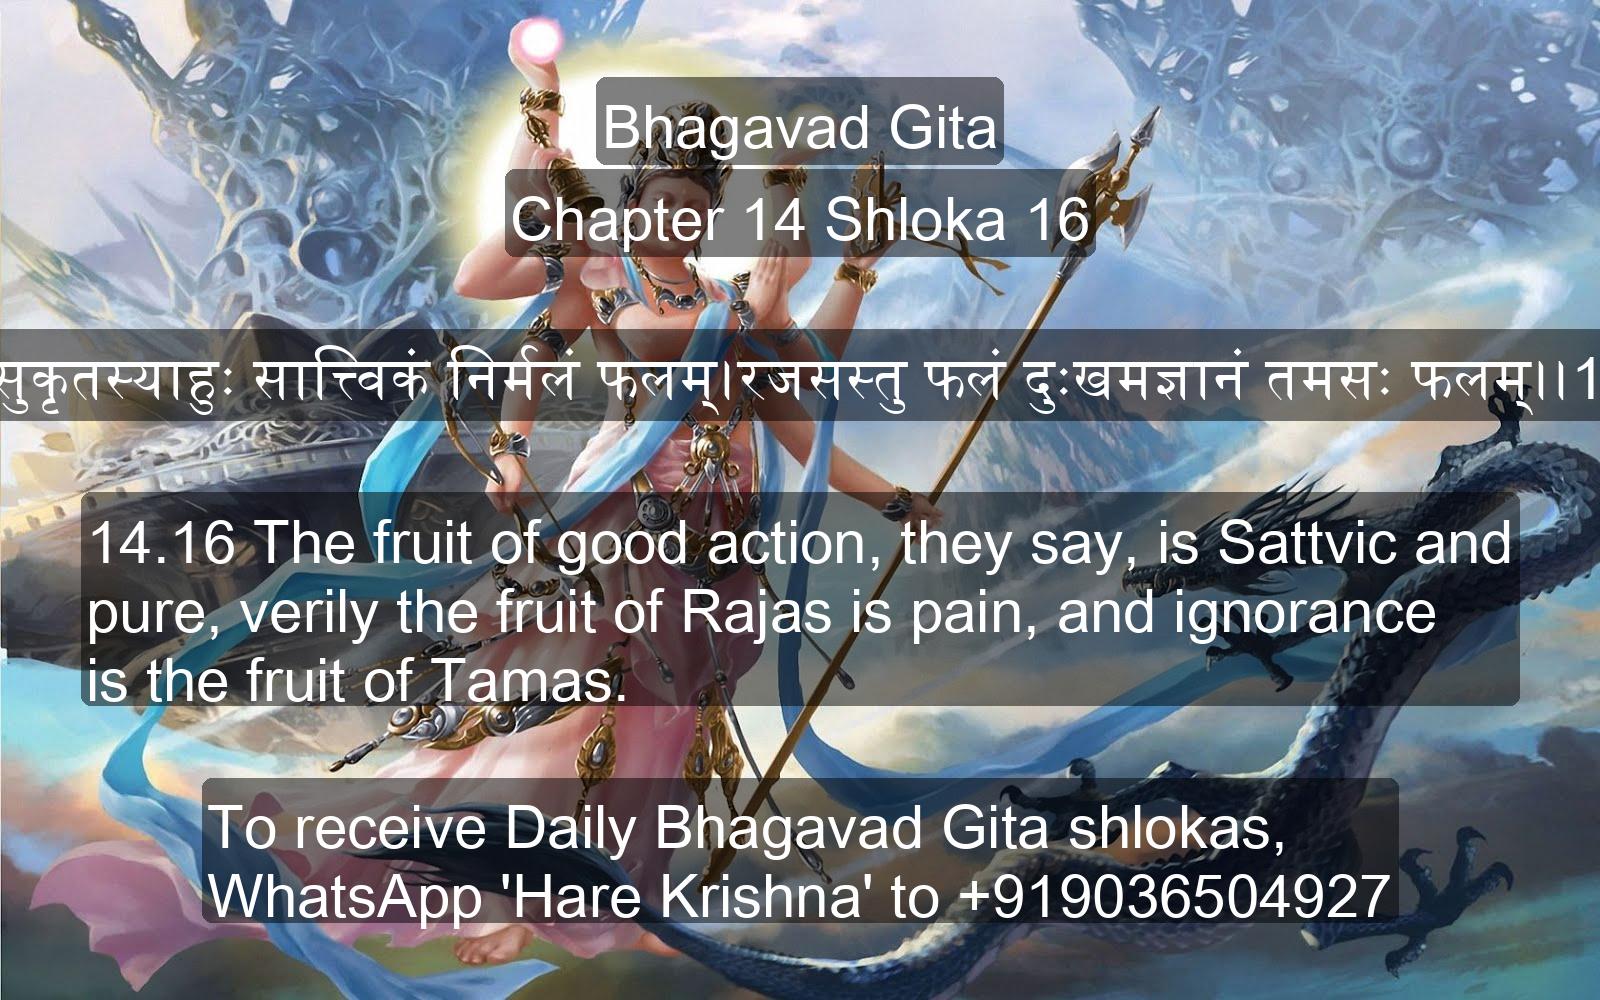 Bhagavad Gita
Chapter 14 Shloka 16
सुकृतस्याहुः सात्त्विकं निर्मलं फलम्।रजसस्तु फलं दुःखमज्ञानं तमसः फलम्।।1
14.16 The fruit of good action, they say, is Sattvic and
pure, verily the fruit of Rajas is pain, and ignorance
is the fruit of Tamas.
To receive Daily Bhagavad Gita shlokas,
WhatsApp 'Hare Krishna' to +919036504927